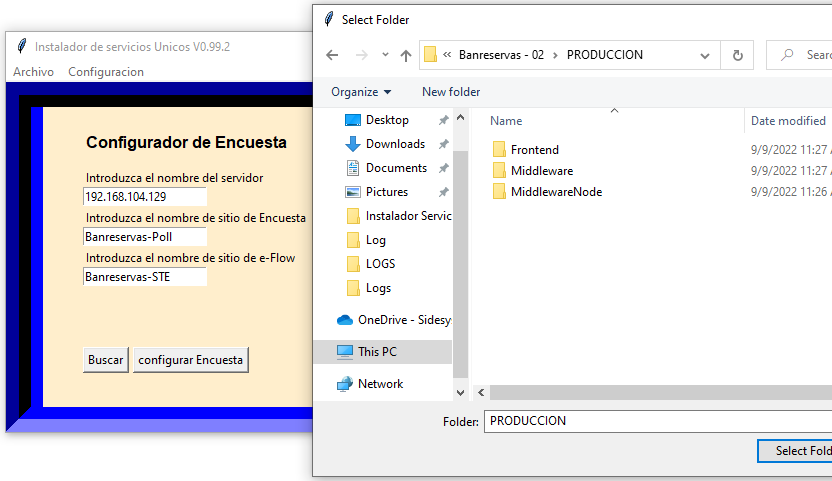 Instalador de servicios Unicos V0.99.2
Archivo Configuracion
Configurador de Encuesta
Introduzca el nombre del servidor
192.168.104.129
Introduzca el nombre de sitio de Encuesta
Banreservas-Poll
Introduzca el nombre de sitio de e-Flow
Banreservas-STE
Buscar configurar Encuesta
Select Folder
« Banreservas - 02 › PRODUCCION
Sear
Organize New folder
Desktop
Downloads
Documents
Pictures
Instalador Servic
Log
LOGS
Logs
OneDrive - Sidesy
This PC
Network
Name Date modified
Frontend 9/9/2022 11:27
Middleware 9/9/2022 11:27
MiddlewareNode 9/9/2022 11:26
Folder: PRODUCCION
Select Fold